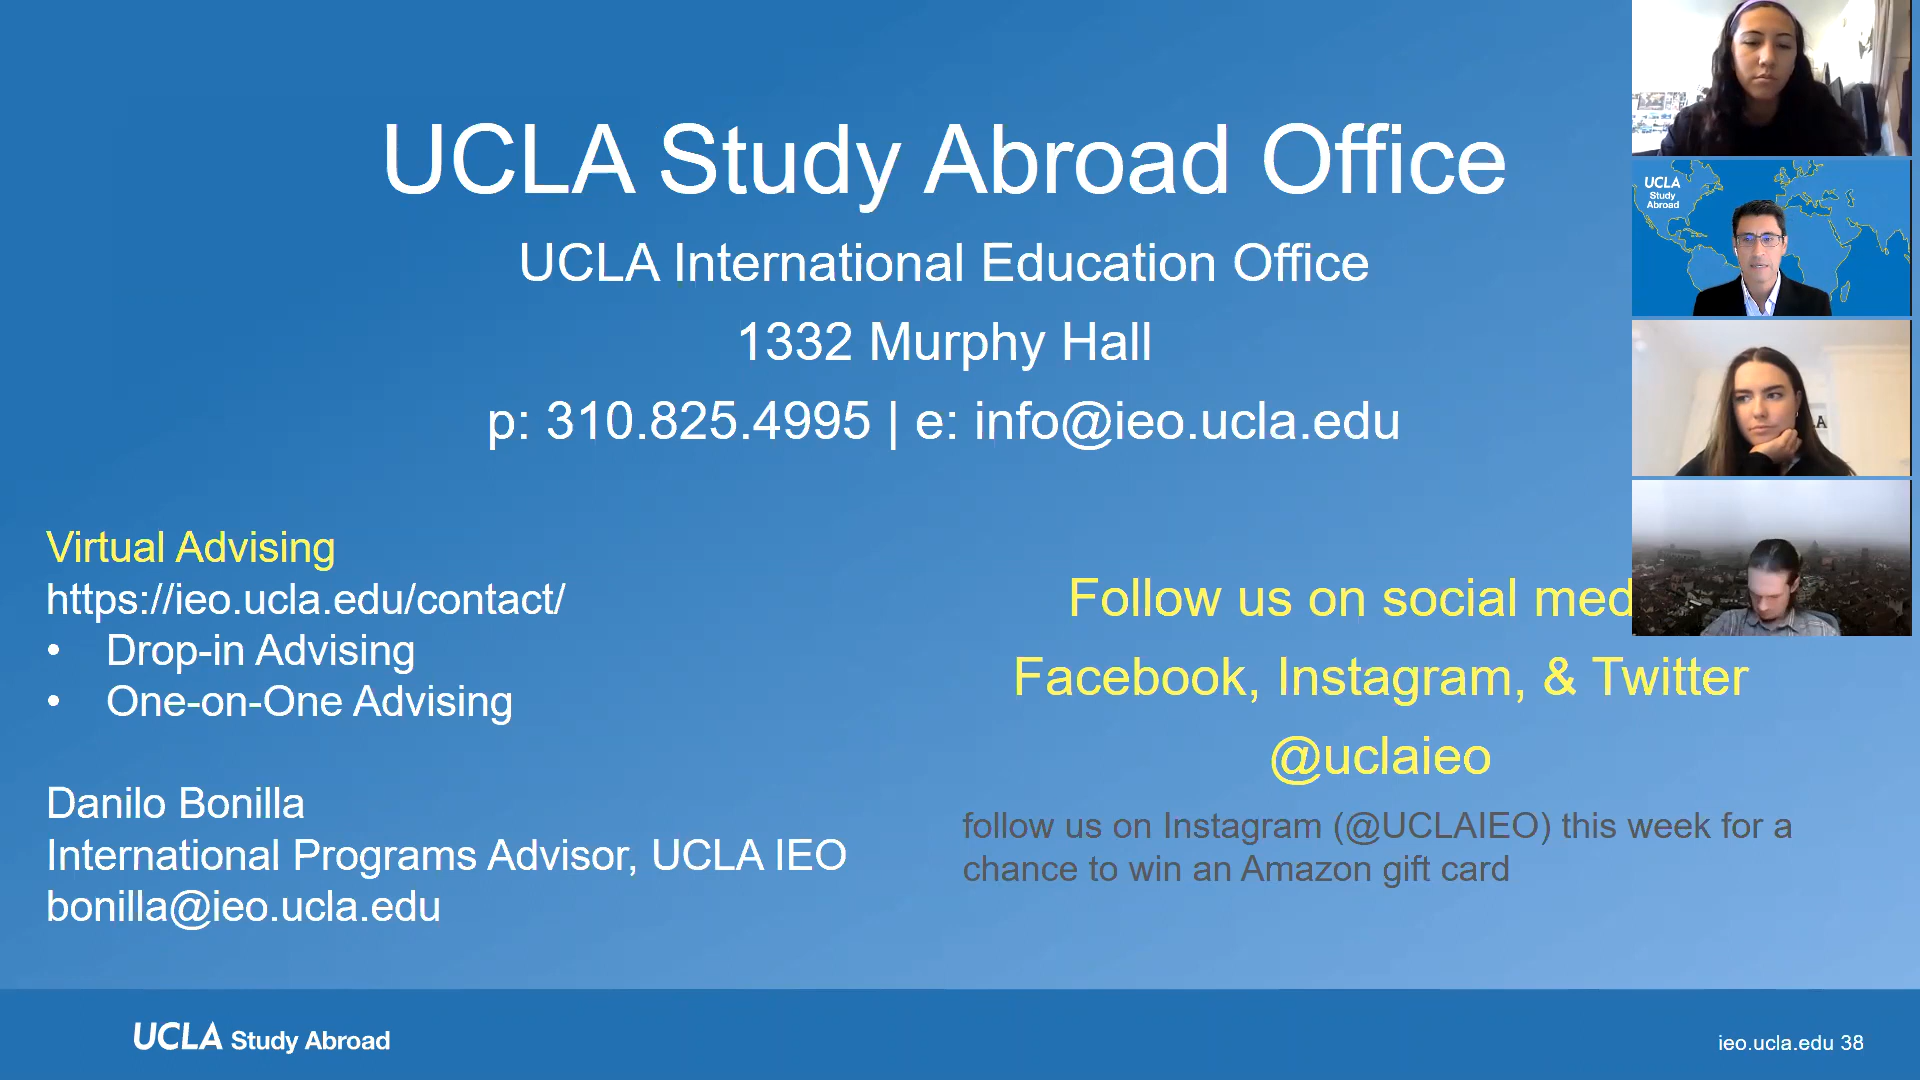 UCLA Study Abroad Office
UCLA International Education Office
1332 Murphy Hall
p: 310.825.4995 | e: info@ieo.ucla.edu
Virtual Advising
https://ieo.ucla.edu/contact/
• Drop-in Advising
• One-on-One Advising
Danilo Bonilla
International Programs Advisor, UCLA IEO
bonilla@ieo.ucla.edu
Follow us on social med
Facebook, Instagram, & Twitter
@uclaieo
follow us on Instagram (@UCLAIEO) this week for a
chance to win an Amazon gift card
UCLA
Study
Abroad
UCLA Study Abroad
ieo.ucla.edu 38